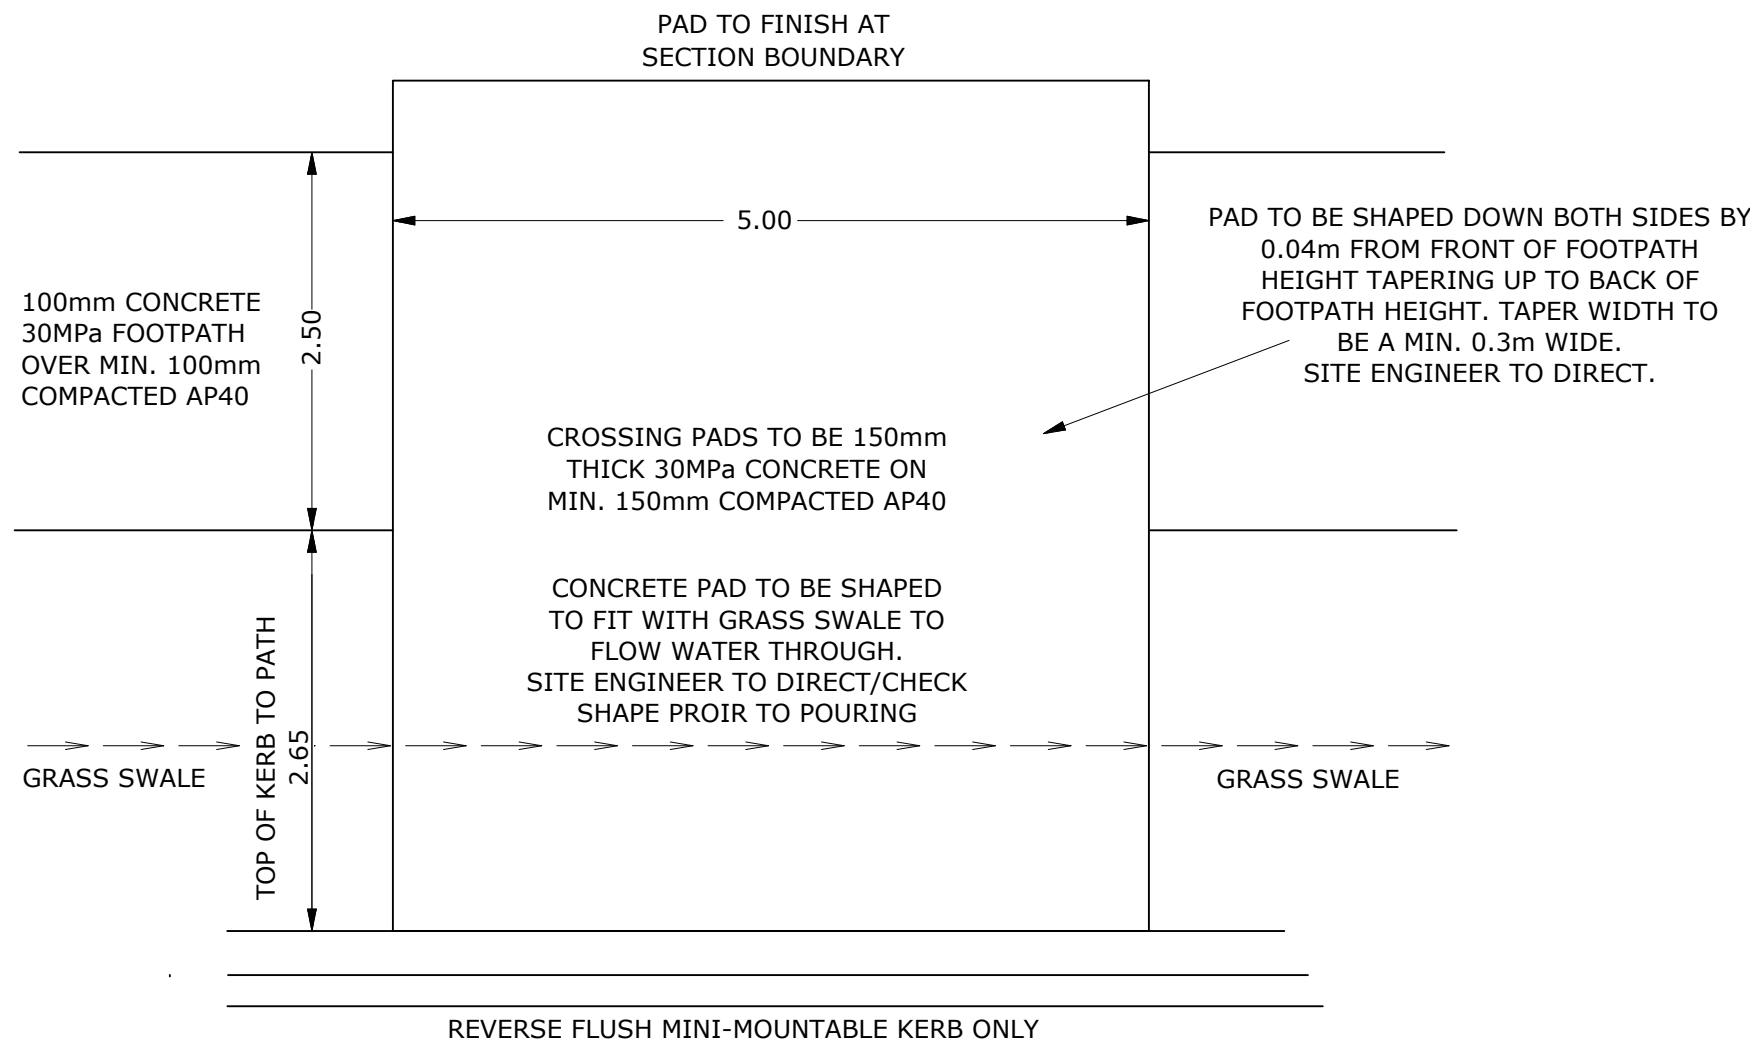 PAD TO FINISH AT
SECTION BOUNDARY
5.00
PAD TO BE SHAPED DOWN BOTH SIDES BY
0.04m FROM FRONT OF FOOTPATH
HEIGHT TAPERING UP TO BACK OF
FOOTPATH HEIGHT. TAPER WIDTH TO
BE A MIN. 0.3m WIDE.
SITE ENGINEER TO DIRECT.
100mm CONCRETE
30MPa FOOTPATH
OVER MIN. 100mm
COMPACTED AP40
2.50
CROSSING PADS TO BE 150mm
THICK 30MPa CONCRETE ON
MIN. 150mm COMPACTED AP40
CONCRETE PAD TO BE SHAPED
TO FIT WITH GRASS SWALE TO
FLOW WATER THROUGH.
SITE ENGINEER TO DIRECT/CHECK
SHAPE PROIR TO POURING
TOP OF KERB TO PATH
2.65
GRASS SWALE
GRASS SWALE
REVERSE FLUSH MINI-MOUNTABLE KERB ONLY